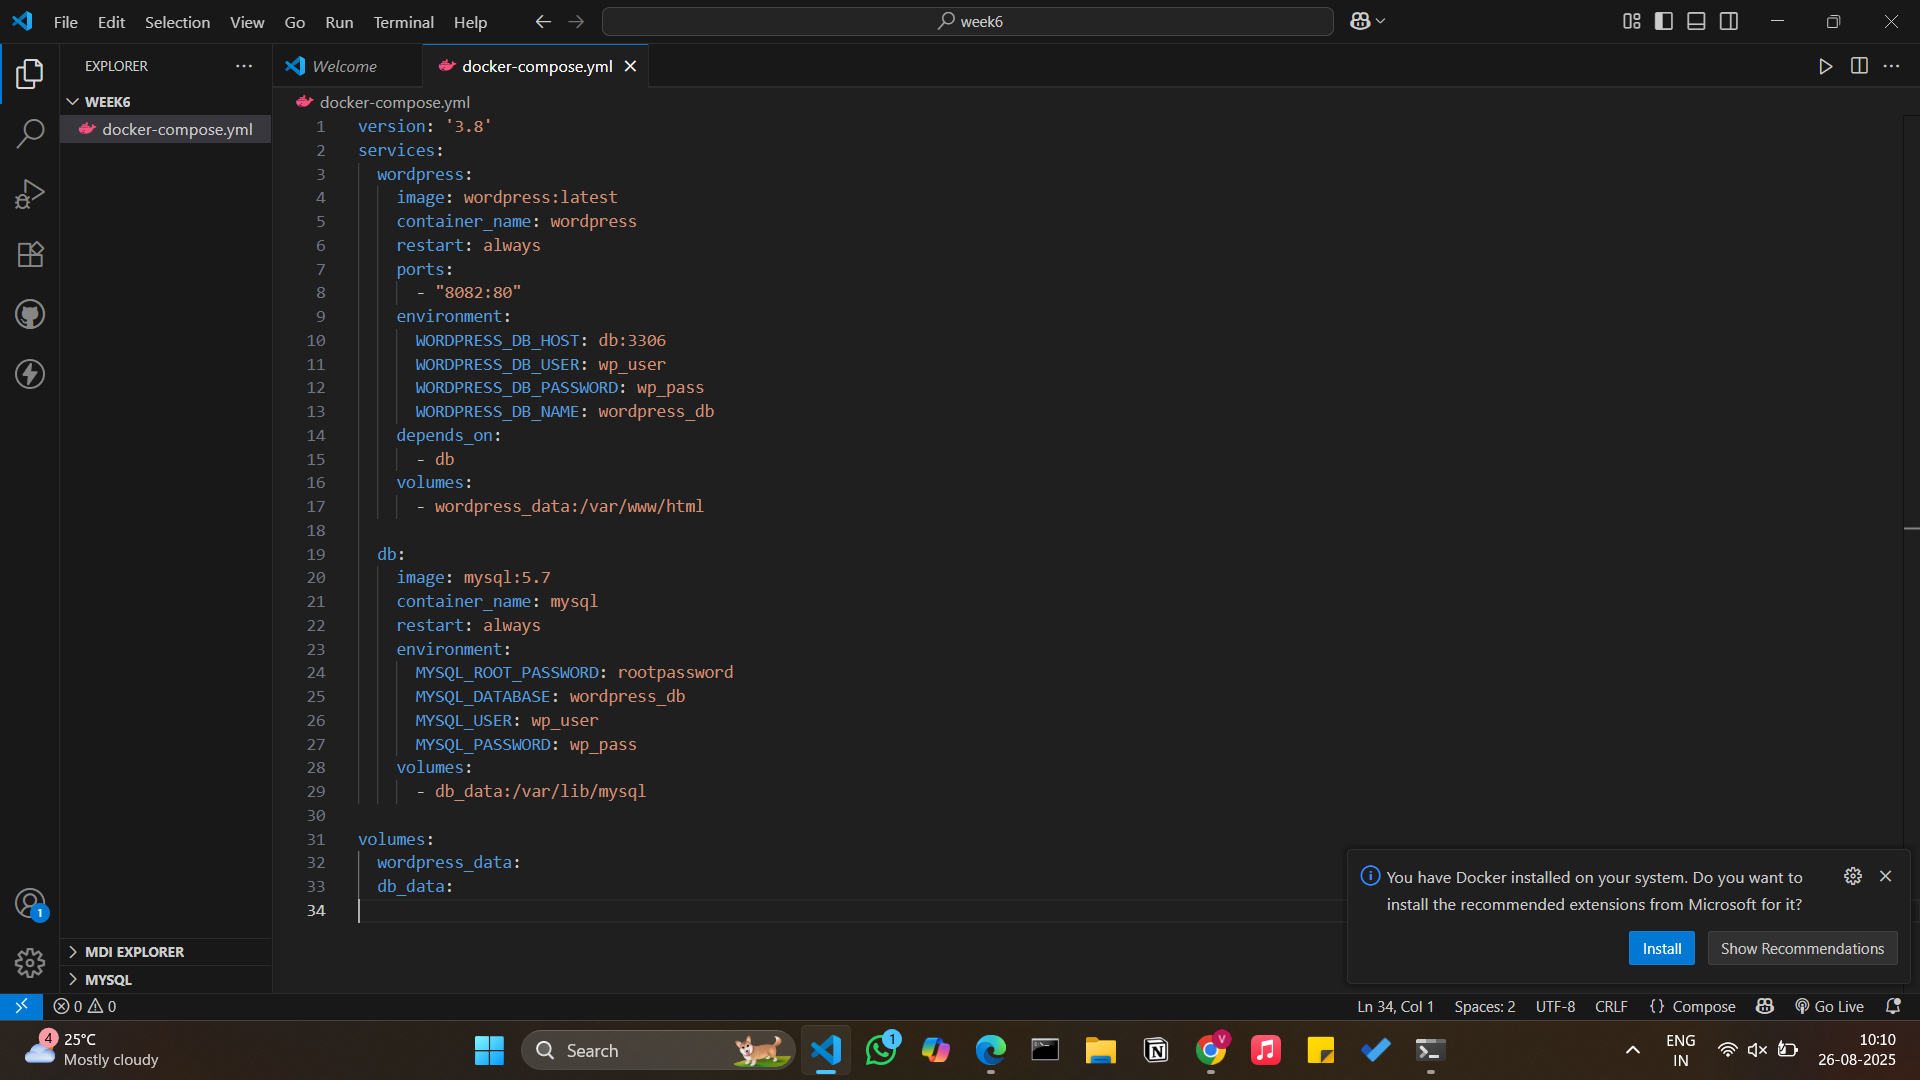 File Edit Selection View Go Run Terminal Help
week6
EXPLORER
WEEK6
docker-compose.yml
MDI EXPLORER
MYSQL
Welcome
docker-compose.yml
docker-compose.yml
1 version: '3.8'
2 services:
3 wordpress:
4 image: wordpress:latest
5 container_name: wordpress
6 restart: always
7 ports:
8 - "8082:80"
9 environment:
10 WORDPRESS_DB_HOST: db:3306
11 WORDPRESS_DB_USER: wp_user
12 WORDPRESS_DB_PASSWORD: wp_pass
13 WORDPRESS_DB_NAME: wordpress_db
14 depends_on:
15 - db
16 volumes:
17 - wordpress_data:/var/www/html
18
19 db:
20 image: mysql:5.7
21 container_name: mysql
22 restart: always
23 environment:
24 MYSQL_ROOT_PASSWORD: rootpassword
25 MYSQL_DATABASE: wordpress_db
26 MYSQL_USER: wp_user
27 MYSQL_PASSWORD: wp_pass
28 volumes:
29 - db_data:/var/lib/mysql
30
31 volumes:
32 wordpress_data:
33 db_data:
34
You have Docker installed on your system. Do you want to
install the recommended extensions from Microsoft for it?
Install Show Recommendations
1
0 0
Ln 34, Col 1 Spaces: 2 UTF-8 CRLF {} Compose Go Live
4
25°C
Mostly cloudy
Search
1
V
ENG
IN
10:10
26-08-2025